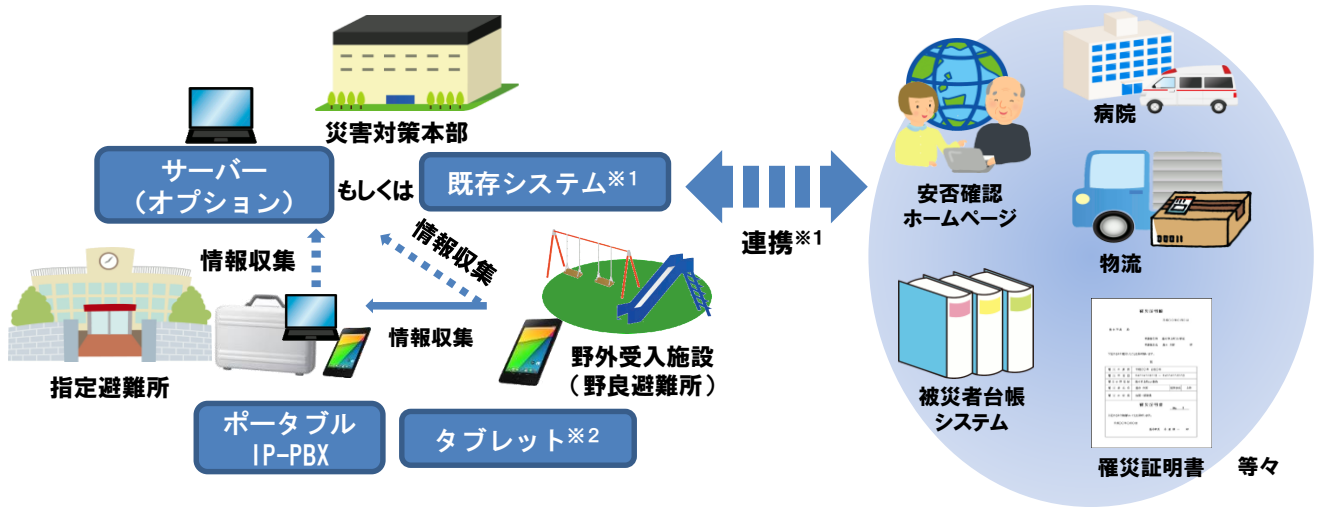 災害対策本部
サーバー
(オプション)
もしくは
既存システム※1
情報収集
情報収集
情報収集
指定避難所
野外受入施設
(野良避難所)
ポータブル
IP-PBX
タブレット※2
連携※1
安否確認
ホームページ
病院
物流
被災者台帳
システム
罹災証明書 等々